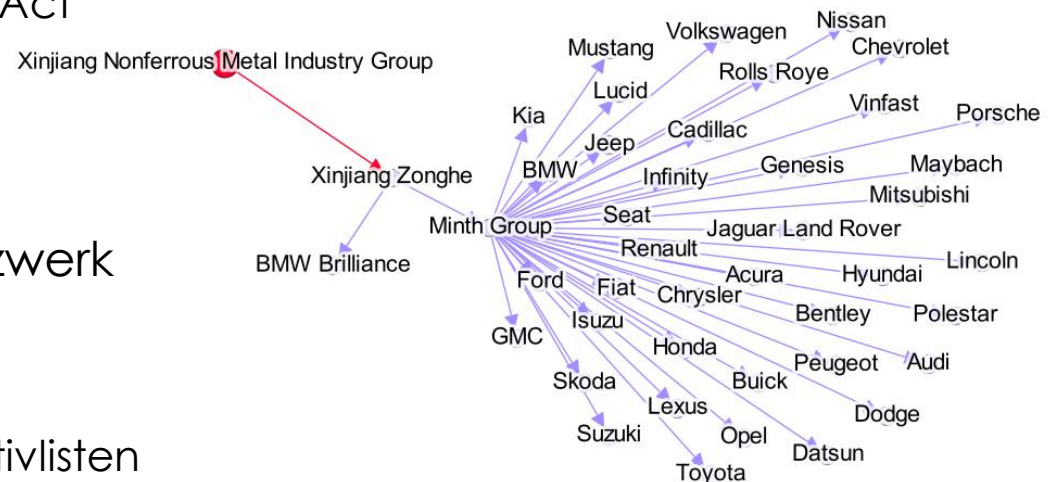 Act
Xinjiang Nonferrous Metal Industry Group
Xinjiang Zonghe
BMW Brilliance
zwerk
tivlisten
Minth Group
Nissan
Volkswagen
Mustang
Chevrolet
Rolls Roye
Lucid
Vinfast
Porsche
Kia
Cadillac
Jeep
BMW
Infinity
Genesis
Maybach
Mitsubishi
Seat
Jaguar Land Rover
Renault
Lincoln
Acura
Hyundai
Ford
Fiat
Chrysler
Bentley
Polestar
Isuzu
GMC
Honda
Peugeot
Audi
Skoda
Buick
Lexus
Dodge
Suzuki
Opel
Datsun
Toyota